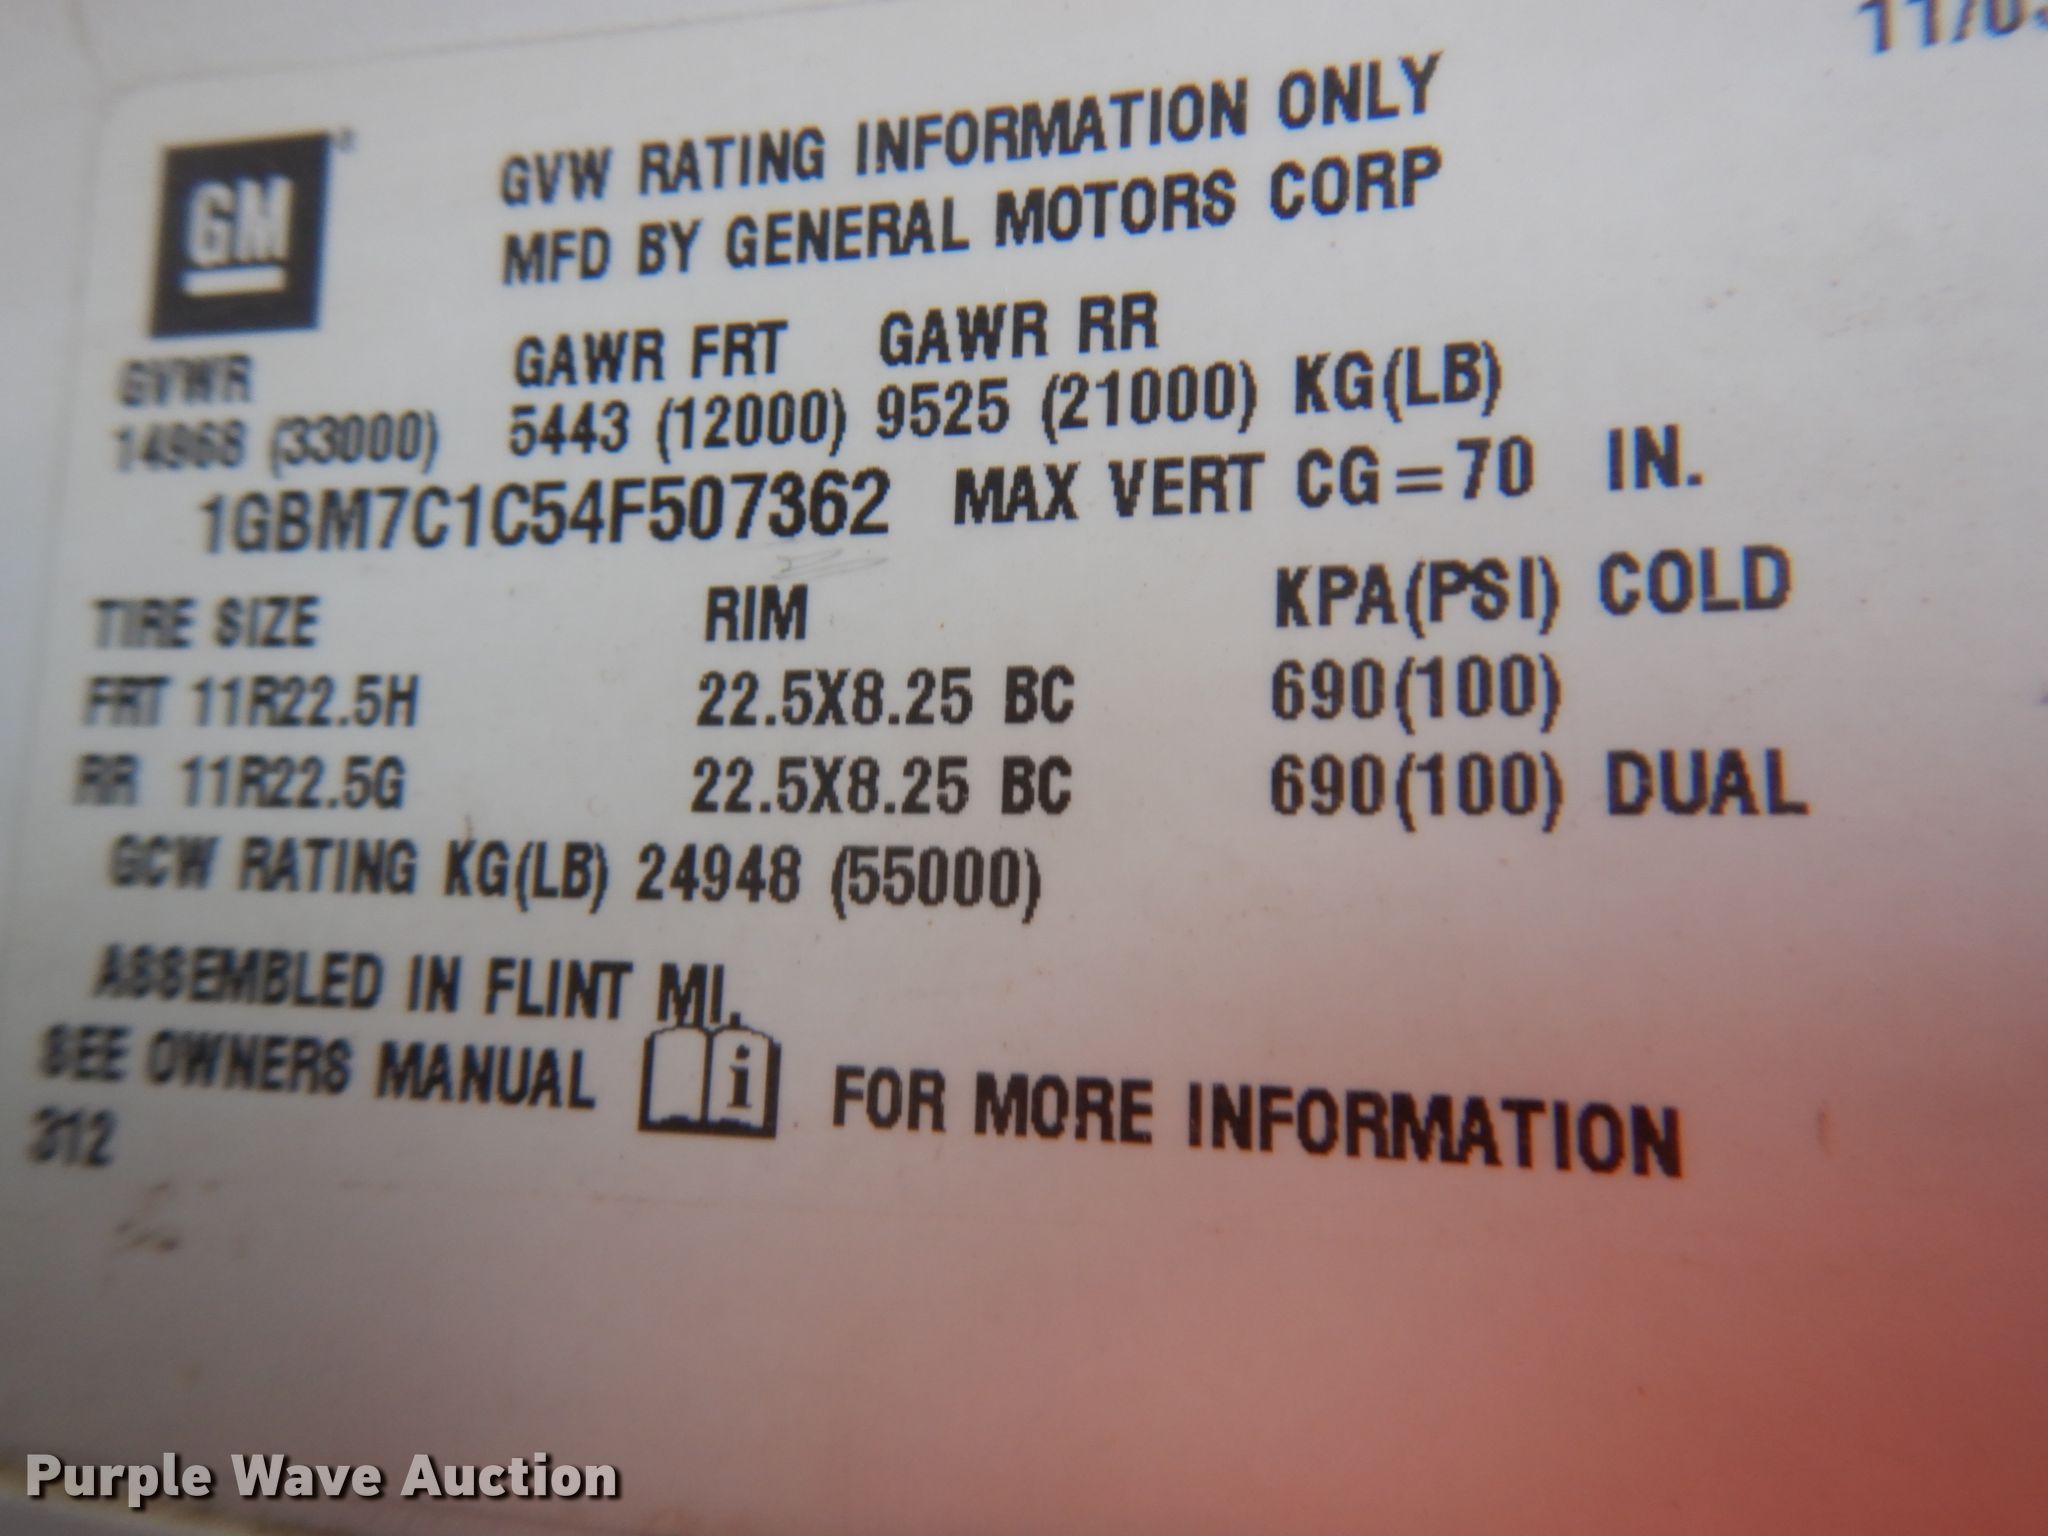 11/03
GM
GVW RATING INFORMATION ONLY
MFD BY GENERAL MOTORS CORP
GVWR GAWR FRT GAWR RR
14968 (33000) 5443 (12000) 9525 (21000) KG(LB)
1GBM7C1C54F507362 MAX VERT CG=70 IN.
TIRE SIZE RIM KPA(PSI) COLD
FRT 11R22.5H 22.5X8.25 BC 690(100)
RR 11R22.5G 22.5X8.25 BC 690(100) DUAL
GCW RATING KG(LB) 24948 (55000)
ASSEMBLED IN FLINT MI.
SEE OWNERS MANUAL i FOR MORE INFORMATION
312
Purple Wave Auction